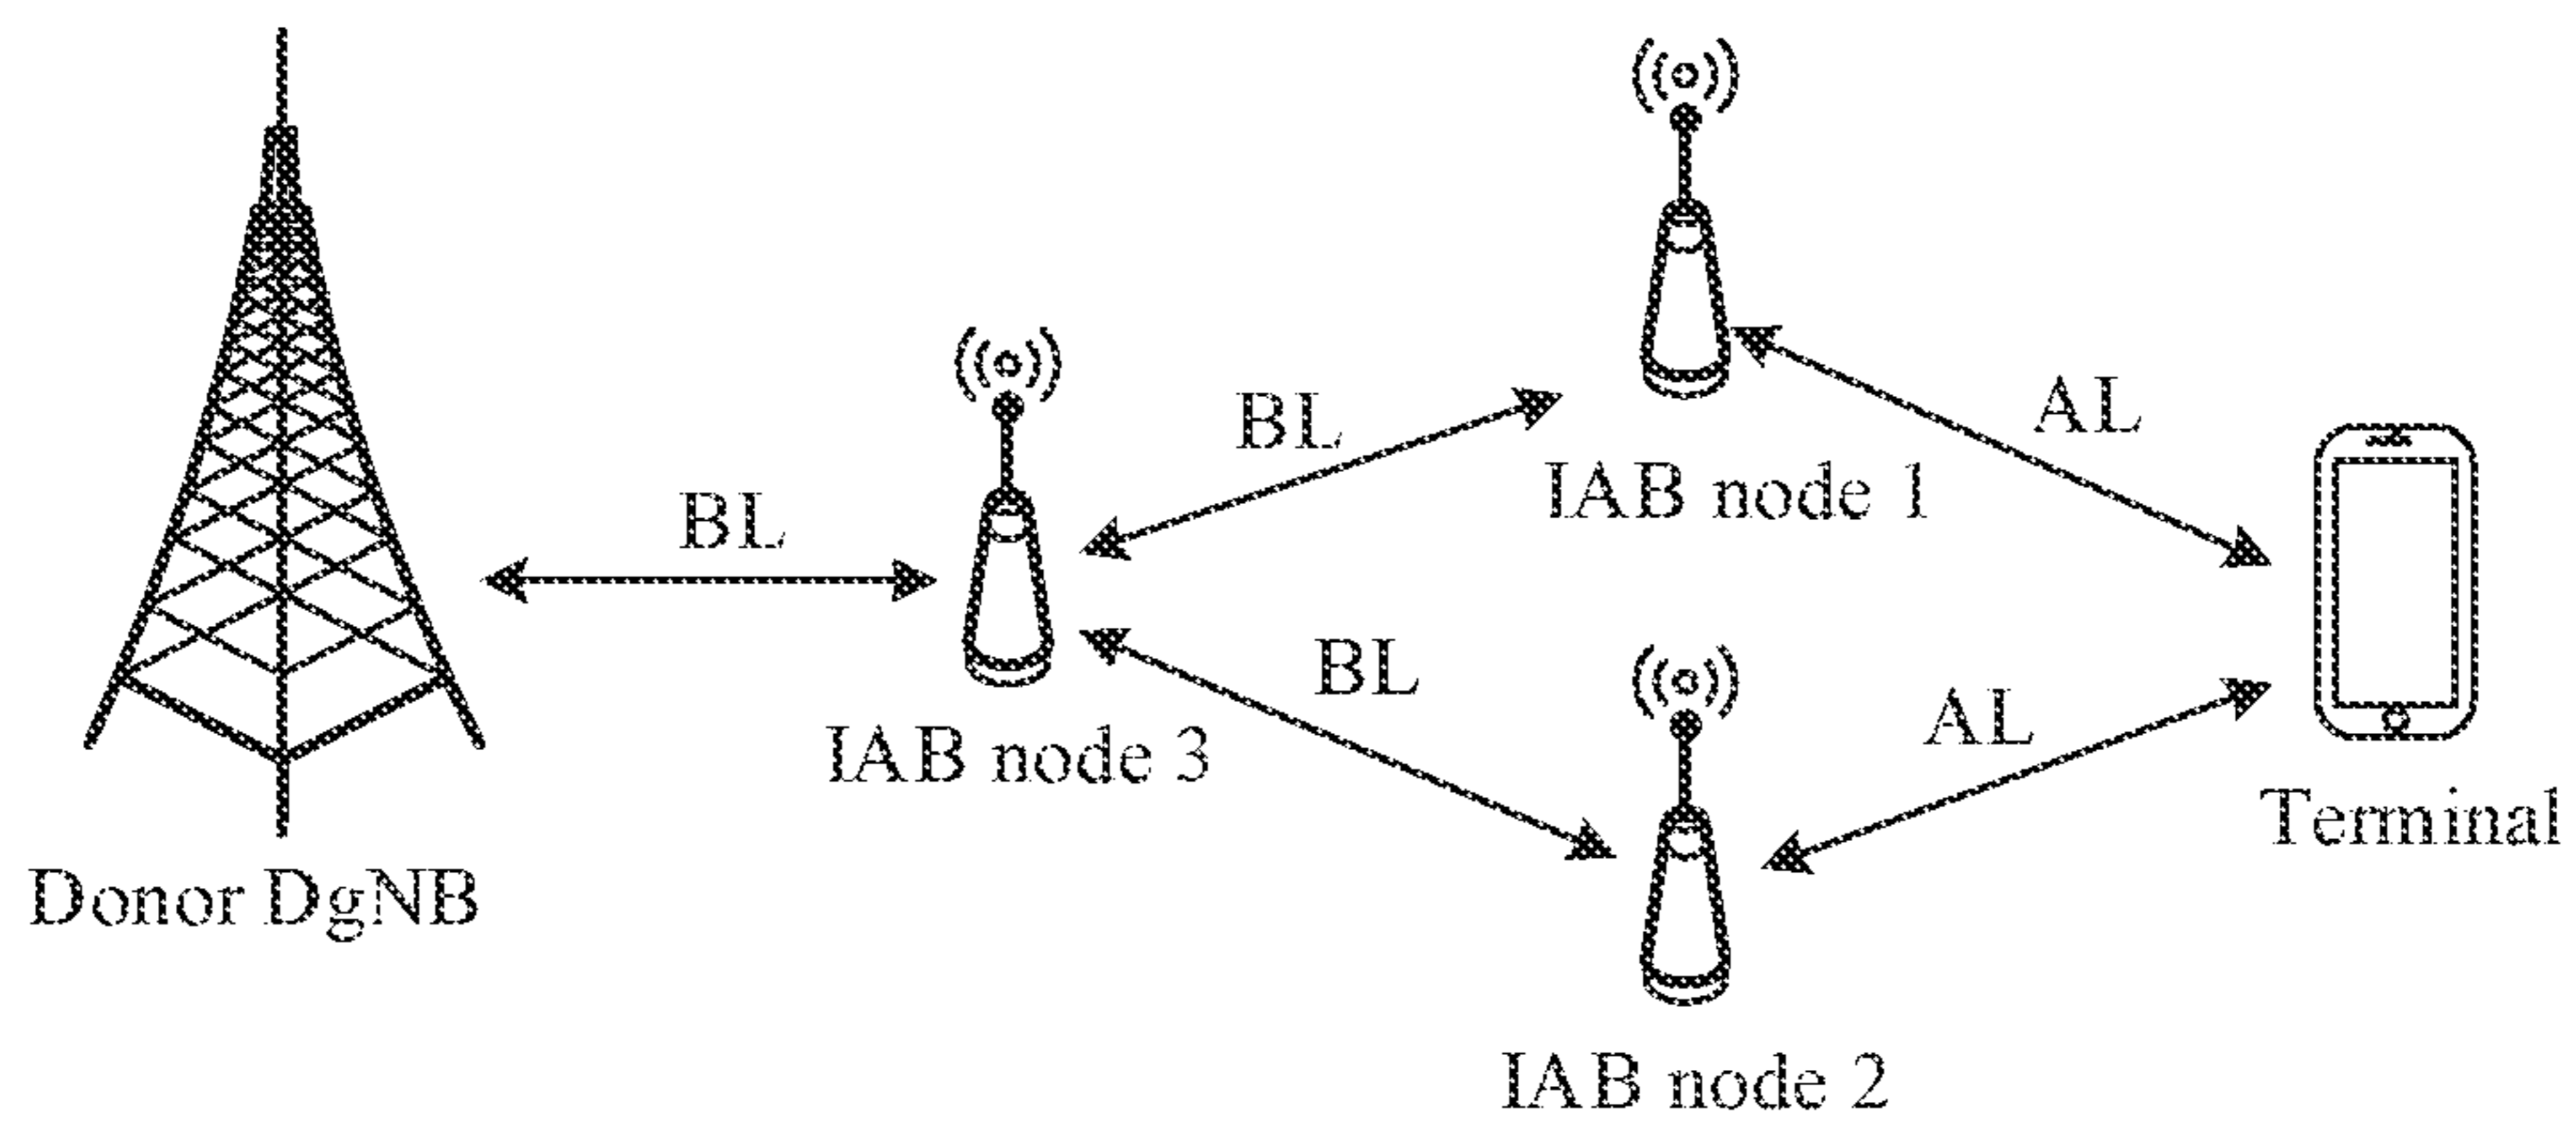 BL
BL
BL
AL
AL
IAB node 1
IAB node 3
IAB node 2
Donor DgNB
Terminal